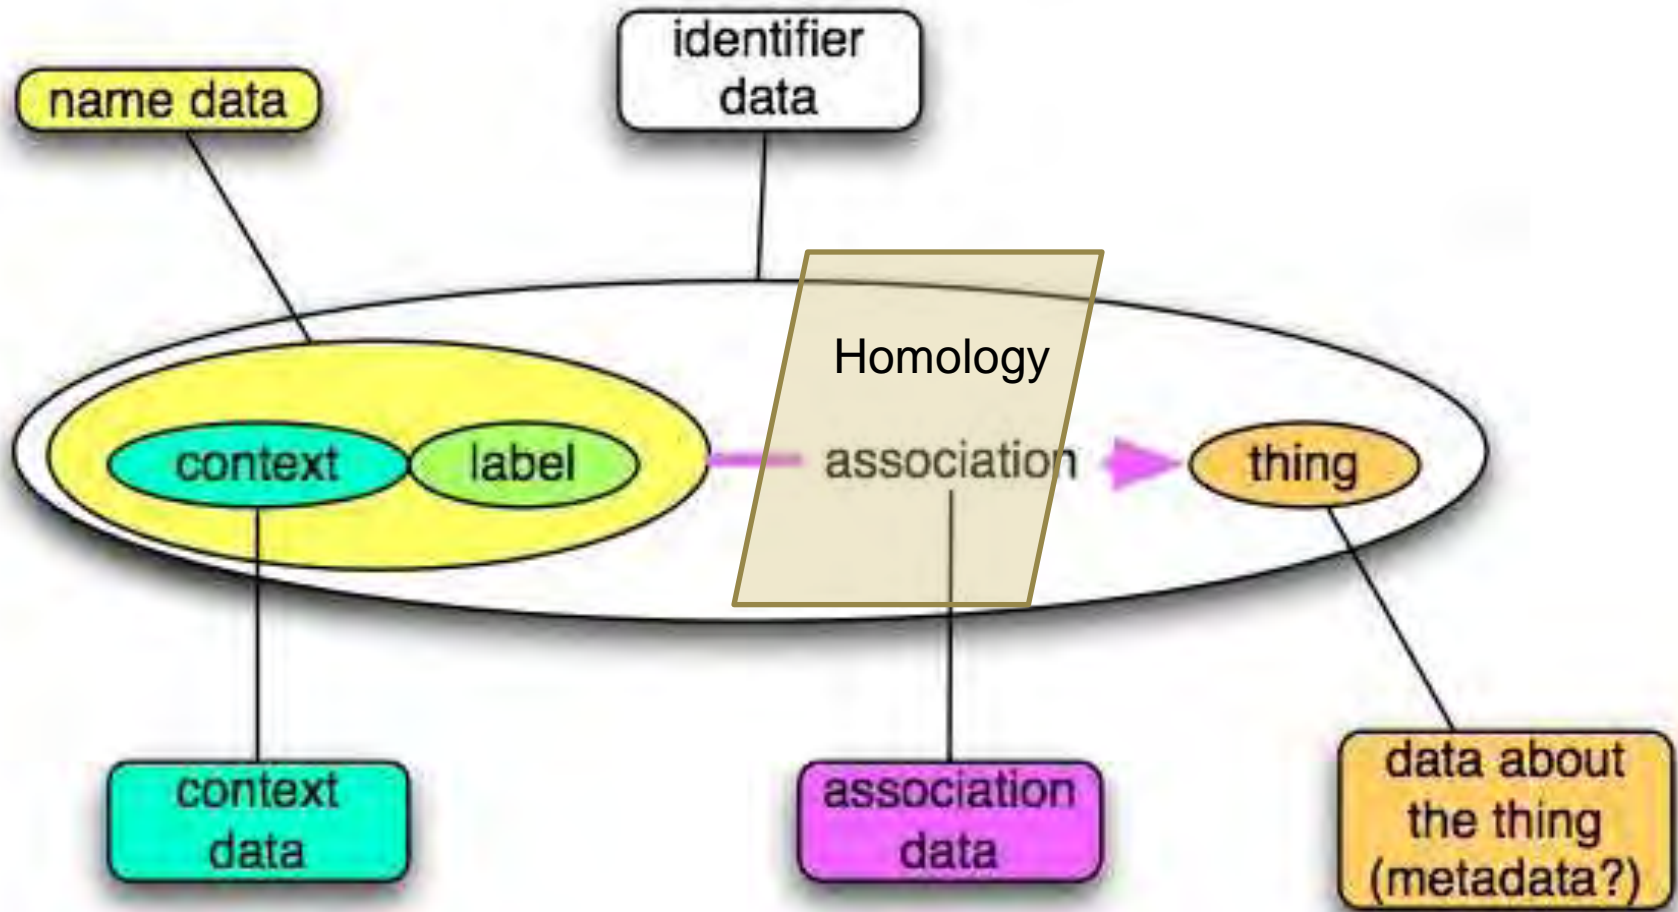 identifier
data
name data
Homology
context
label
association
thing
context
data
association
data
data about
the thing
(metadata?)